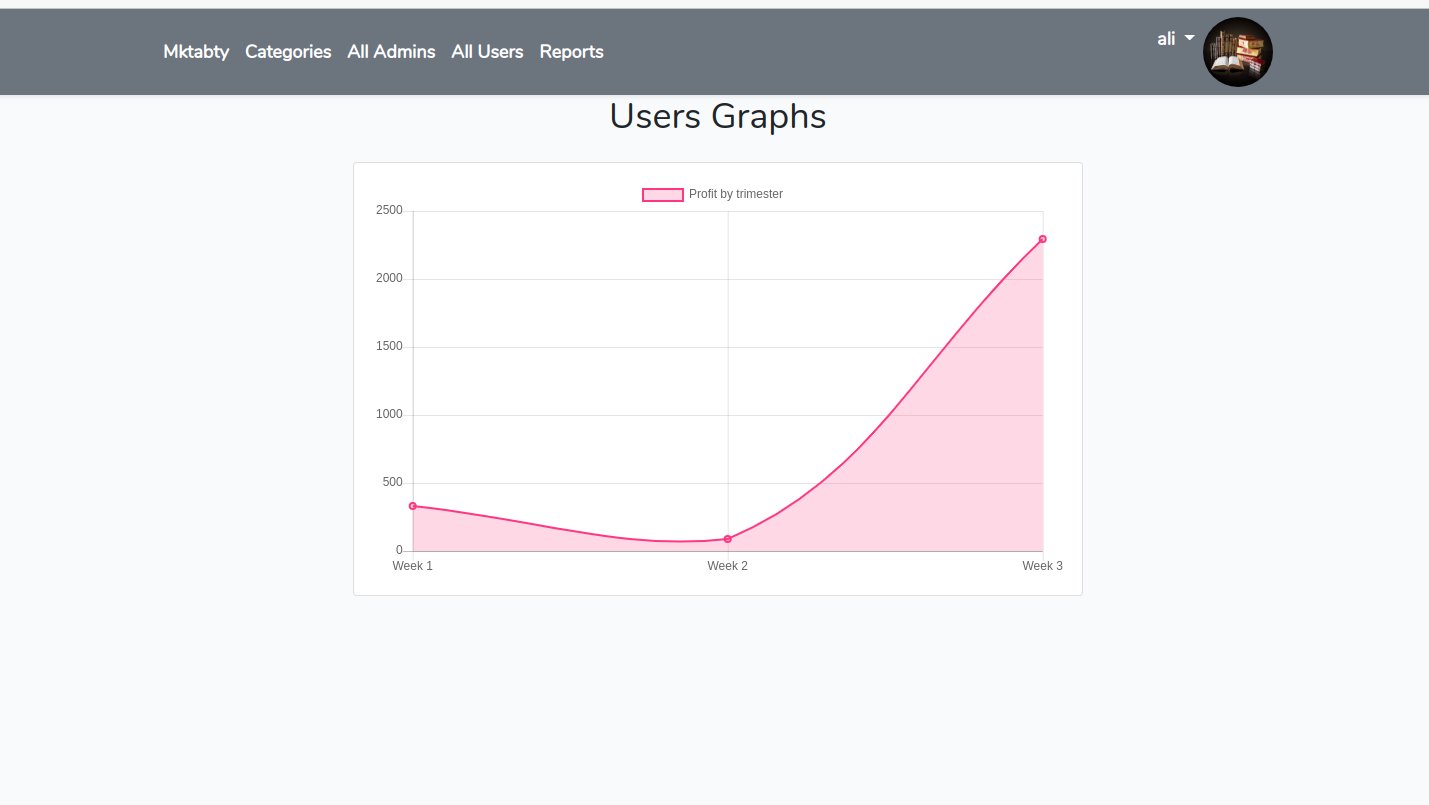 Mktabty Categories All Admins All Users Reports ali
Users Graphs
Profit by trimester
2500
2000
1500
1000
500
0
Week 1 Week 2 Week 3